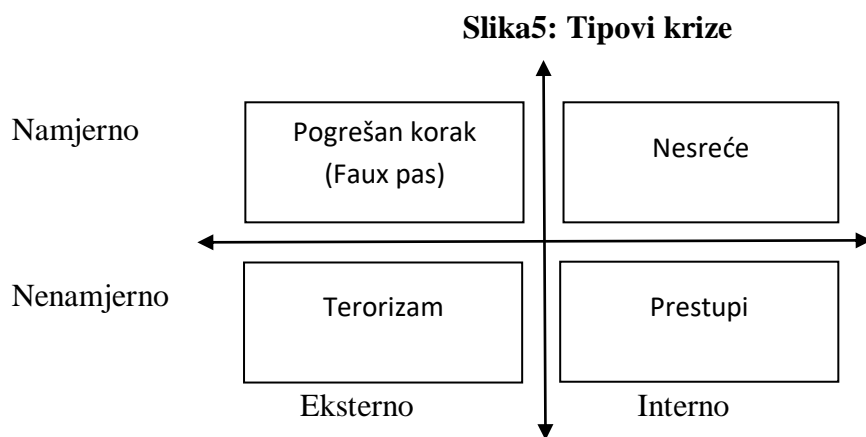 Slika5: Tipovi krize
Namjerno
Pogrešan korak
(Faux pas)
Nesreće
Nenamjerno
Terorizam
Prestupi
Eksterno
Interno